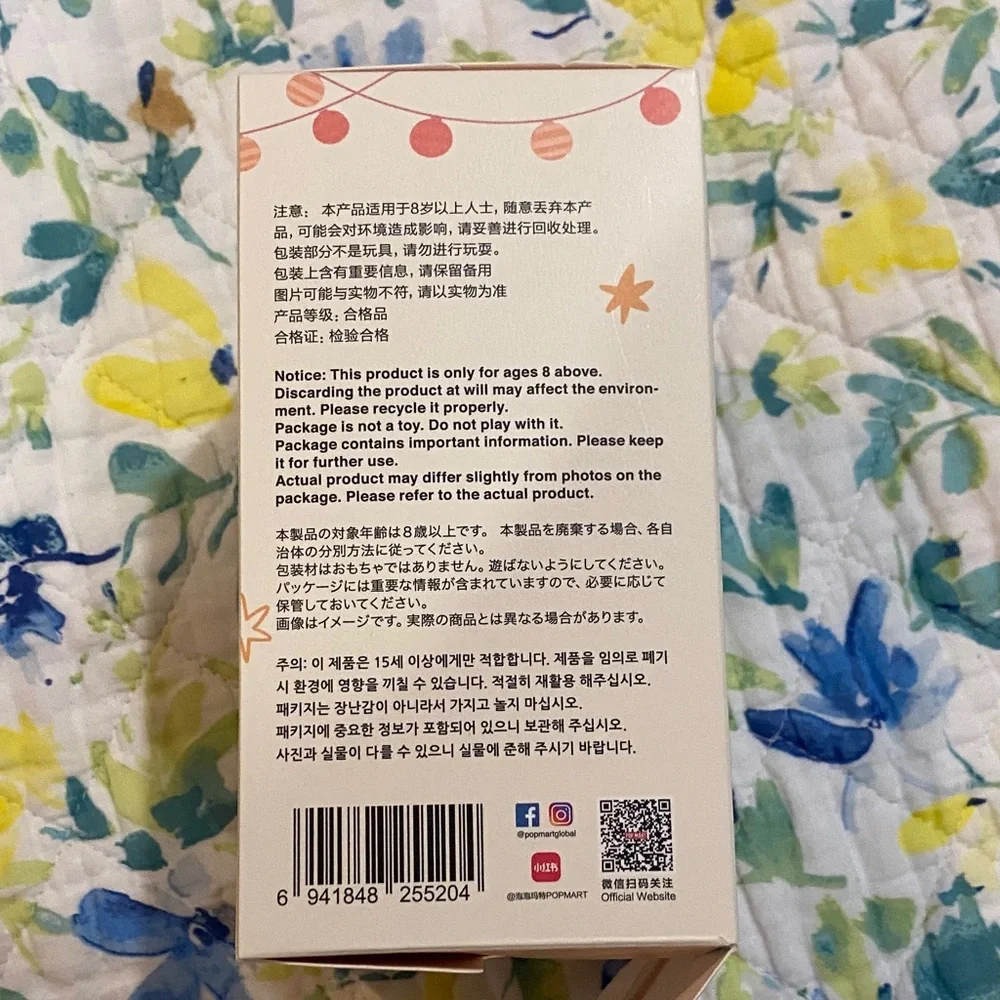 注意： 本产品适用于8岁以上人士, 随意丢弃本产
品, 可能会对环境造成影响, 请妥善进行回收处理。
包装部分不是玩具, 请勿进行玩耍。
包装上含有重要信息, 请保留备用
图片可能与实物不符, 请以实物为准
产品等级: 合格品
合格证: 检验合格
Notice: This product is only for ages 8 above.
Discarding the product at will may affect the environ-
ment. Please recycle it properly.
Package is not a toy. Do not play with it.
Package contains important information. Please keep
it for further use.
Actual product may differ slightly from photos on the
package. Please refer to the actual product.
本製品の対象年齢は8歳以上です。 本製品を廃棄する場合、各自
治体の分別方法に従ってください。
包装材はおもちゃではありません。遊ばないようにしてください。
パッケージには重要な情報が含まれていますので、必要に応じて
保管しておいてください。
画像はイメージです。実際の商品とは異なる場合があります。
주의: 이 제품은 15세 이상에게만 적합합니다. 제품을 임의로 폐기
시 환경에 영향을 끼칠 수 있습니다. 적절히 재활용 해주십시오.
패키지는 장난감이 아니라서 가지고 놀지 마십시오.
패키지에 중요한 정보가 포함되어 있으니 보관해 주십시오.
사진과 실물이 다를 수 있으니 실물에 준해 주시기 바랍니다.
6 941848 255204
@popmartglobal
小红书
@泡泡玛特POPMART
POP MART
微信扫码关注
Official Website